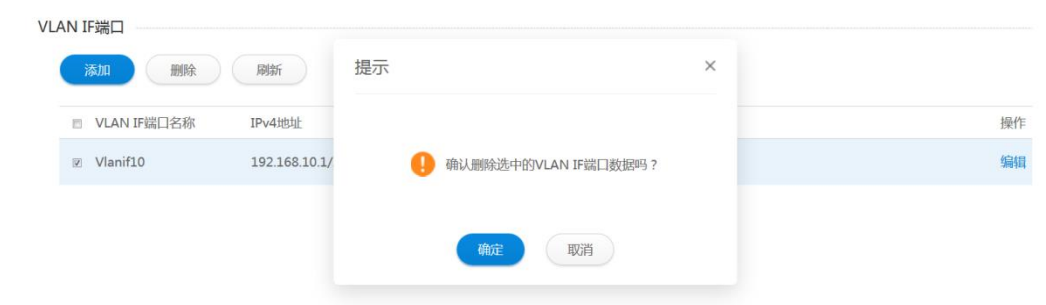 VLAN IF端口
添加 删除 刷新
提示 ×
VLAN IF端口名称 IPv4地址 操作
Vlanif10 192.168.10.1/ 编辑
确认删除选中的VLAN IF端口数据吗？
确定 取消